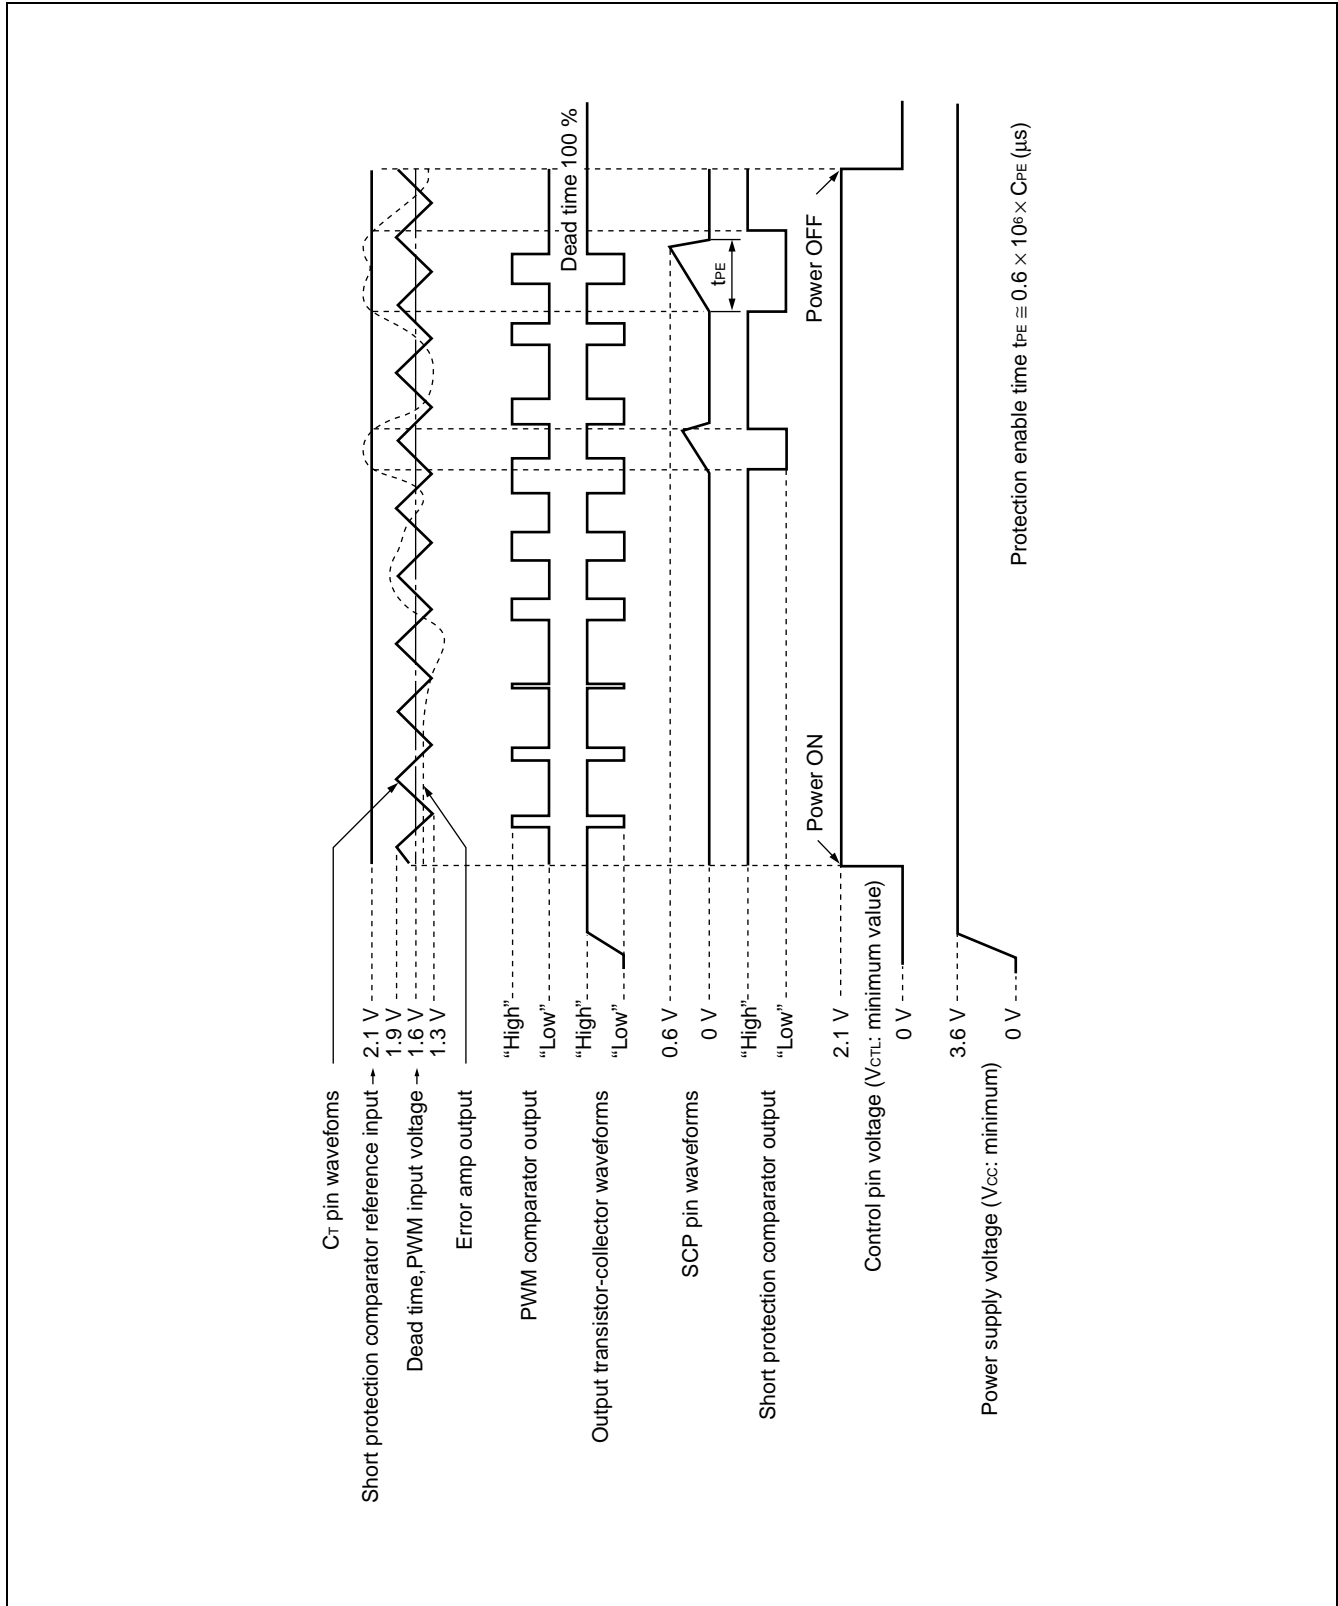 CT pin wavefoms
Short protection comparator reference input
2.1 V
1.9 V
Dead time,PWM input voltage
1.6 V
1.3 V
Error amp output
PWM comparator output
“High”
“Low”
Output transistor-collector waveforms
“High”
“Low”
Dead time 100 %
SCP pin waveforms
0.6 V
0 V
tPE
Short protection comparator output
“High”
“Low”
Power ON
Power OFF
Control pin voltage (VCTL: minimum value)
2.1 V
0 V
Power supply voltage (VCC: minimum)
3.6 V
0 V
Protection enable time tPE ≅ 0.6 × 10⁶ × CPE (µs)